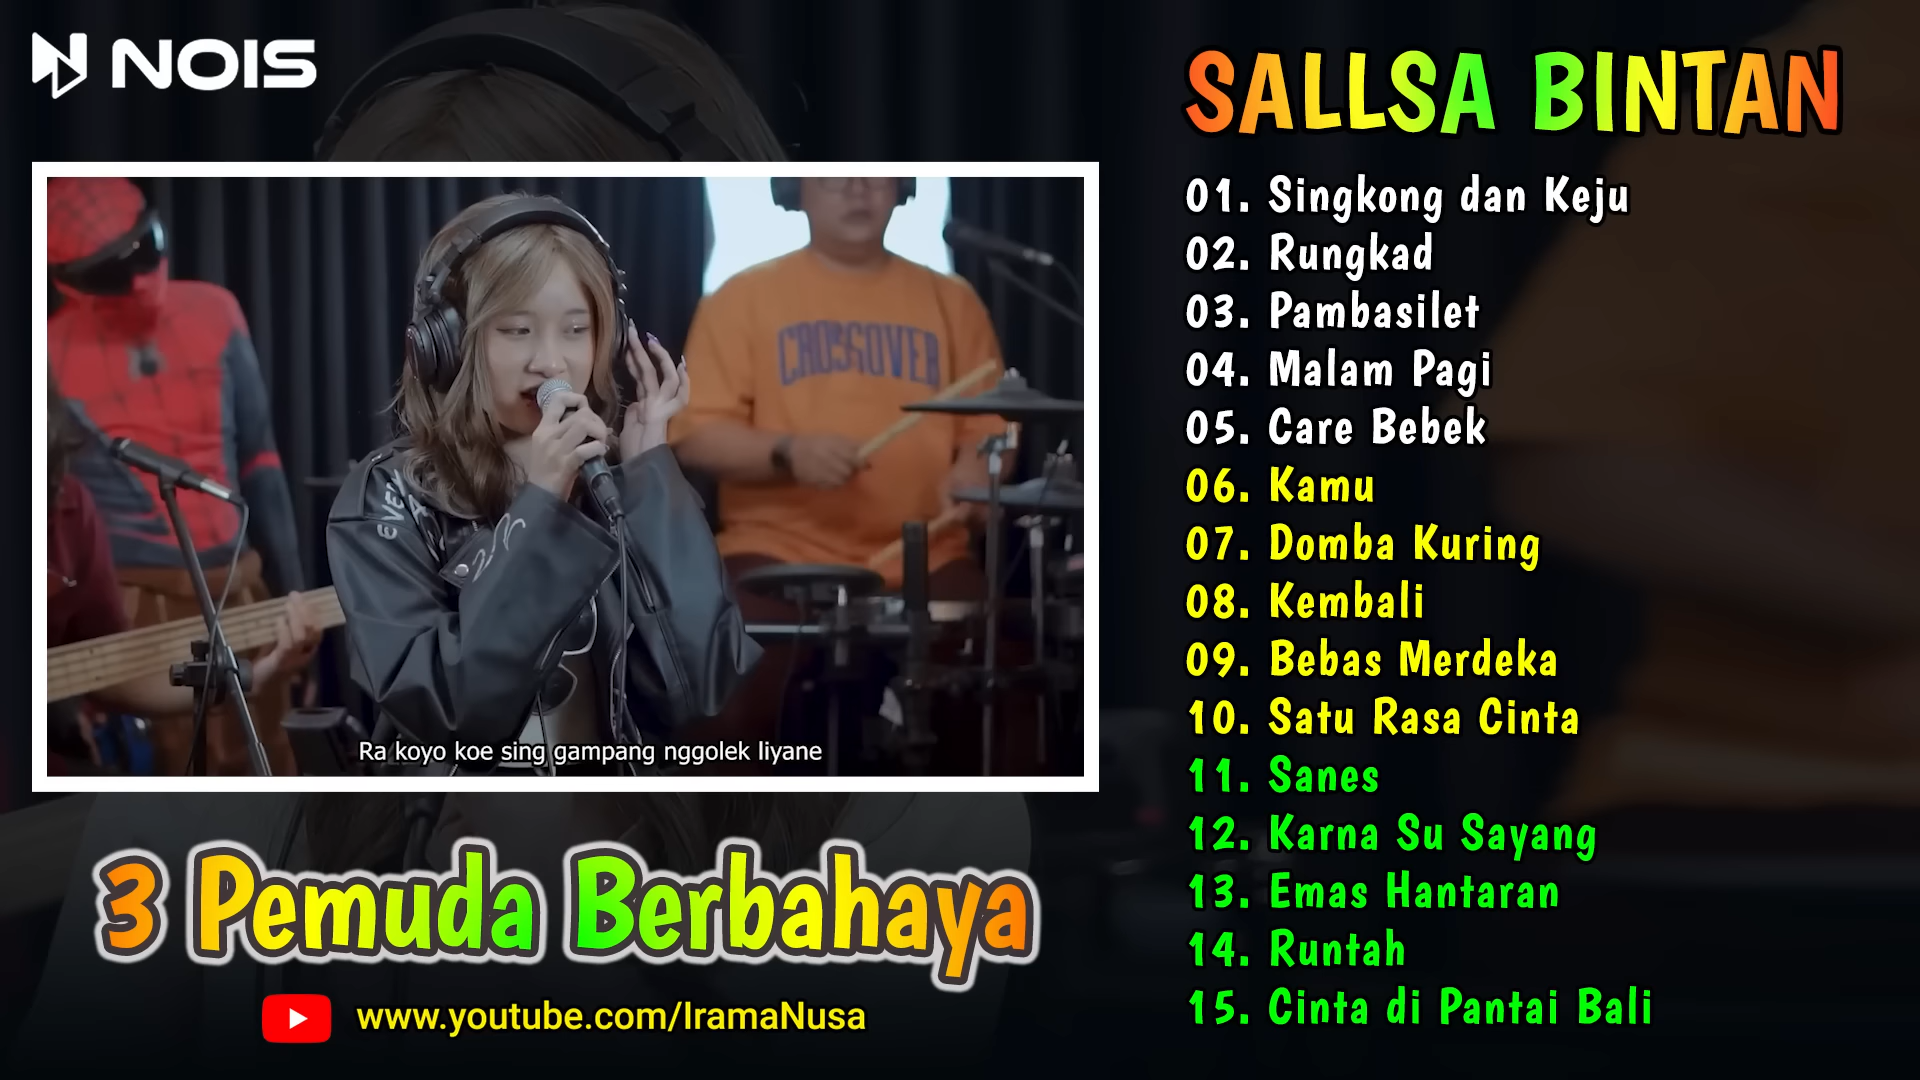 NOIS
SALLSA BINTAN
CROSSOVER
Ra koyo koe sing gampang nggolek liyane
3 Pemuda Berbahaya
www.youtube.com/IramaNusa
01. Singkong dan Keju
02. Rungkad
03. Pambasilet
04. Malam Pagi
05. Care Bebek
06. Kamu
07. Domba Kuring
08. Kembali
09. Bebas Merdeka
10. Satu Rasa Cinta
11. Sanes
12. Karna Su Sayang
13. Emas Hantaran
14. Runtah
15. Cinta di Pantai Bali